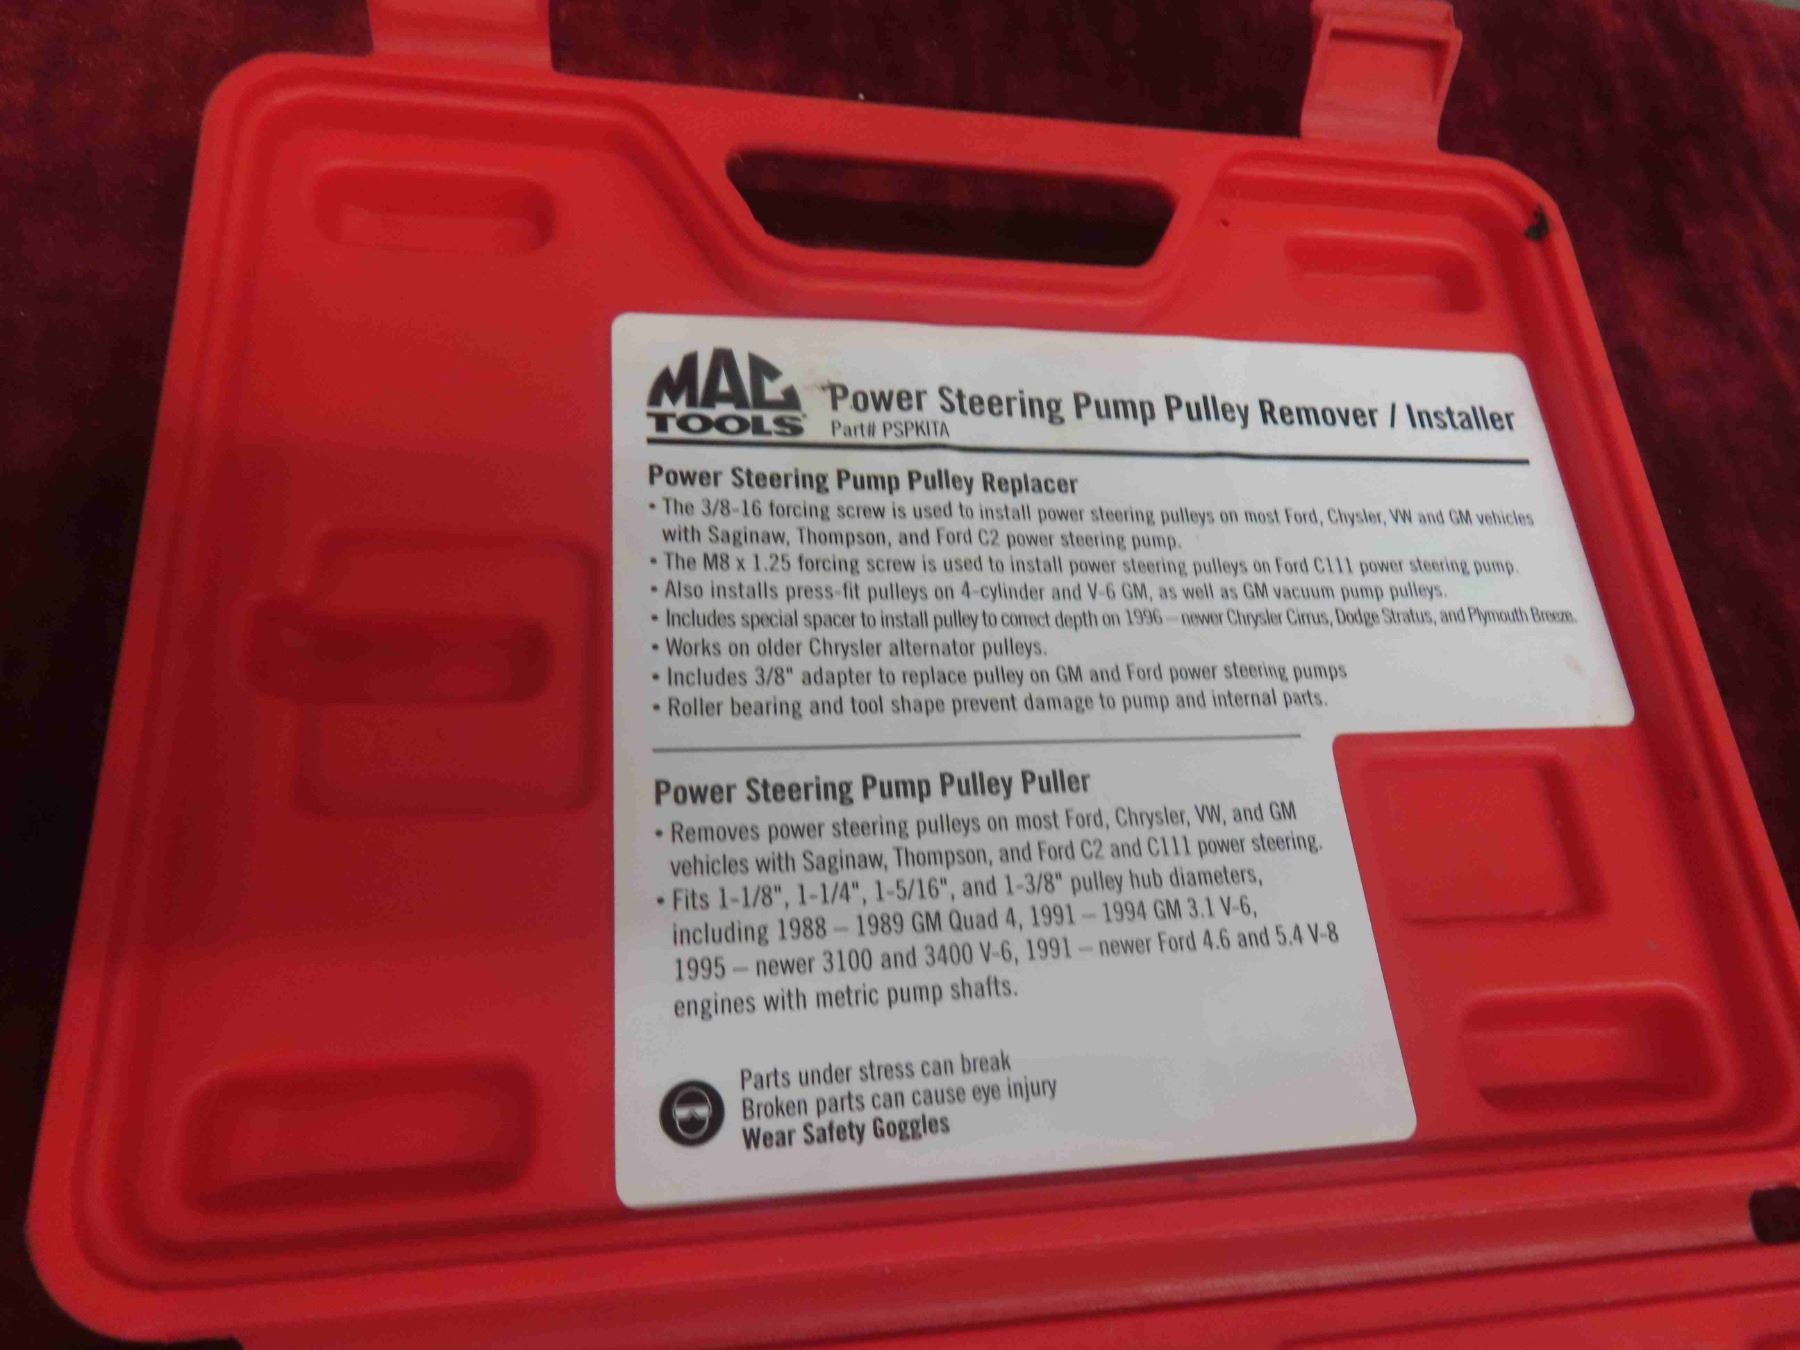 MAC
TOOLS
Power Steering Pump Pulley Remover / Installer
Part# PSPKITA
Power Steering Pump Pulley Replacer
• The 3/8-16 forcing screw is used to install power steering pulleys on most Ford, Chysler, VW and GM vehicles
with Saginaw, Thompson, and Ford C2 power steering pump.
• The M8 x 1.25 forcing screw is used to install power steering pulleys on Ford C111 power steering pump.
• Also installs press-fit pulleys on 4-cylinder and V-6 GM, as well as GM vacuum pump pulleys.
• Includes special spacer to install pulley to correct depth on 1996 – newer Chrysler Cirrus, Dodge Stratus, and Plymouth Breeze.
• Works on older Chrysler alternator pulleys.
• Includes 3/8" adapter to replace pulley on GM and Ford power steering pumps
• Roller bearing and tool shape prevent damage to pump and internal parts.
Power Steering Pump Pulley Puller
• Removes power steering pulleys on most Ford, Chrysler, VW, and GM
vehicles with Saginaw, Thompson, and Ford C2 and C111 power steering.
• Fits 1-1/8", 1-1/4", 1-5/16", and 1-3/8" pulley hub diameters,
including 1988 – 1989 GM Quad 4, 1991 – 1994 GM 3.1 V-6,
1995 – newer 3100 and 3400 V-6, 1991 – newer Ford 4.6 and 5.4 V-8
engines with metric pump shafts.
Parts under stress can break
Broken parts can cause eye injury
Wear Safety Goggles